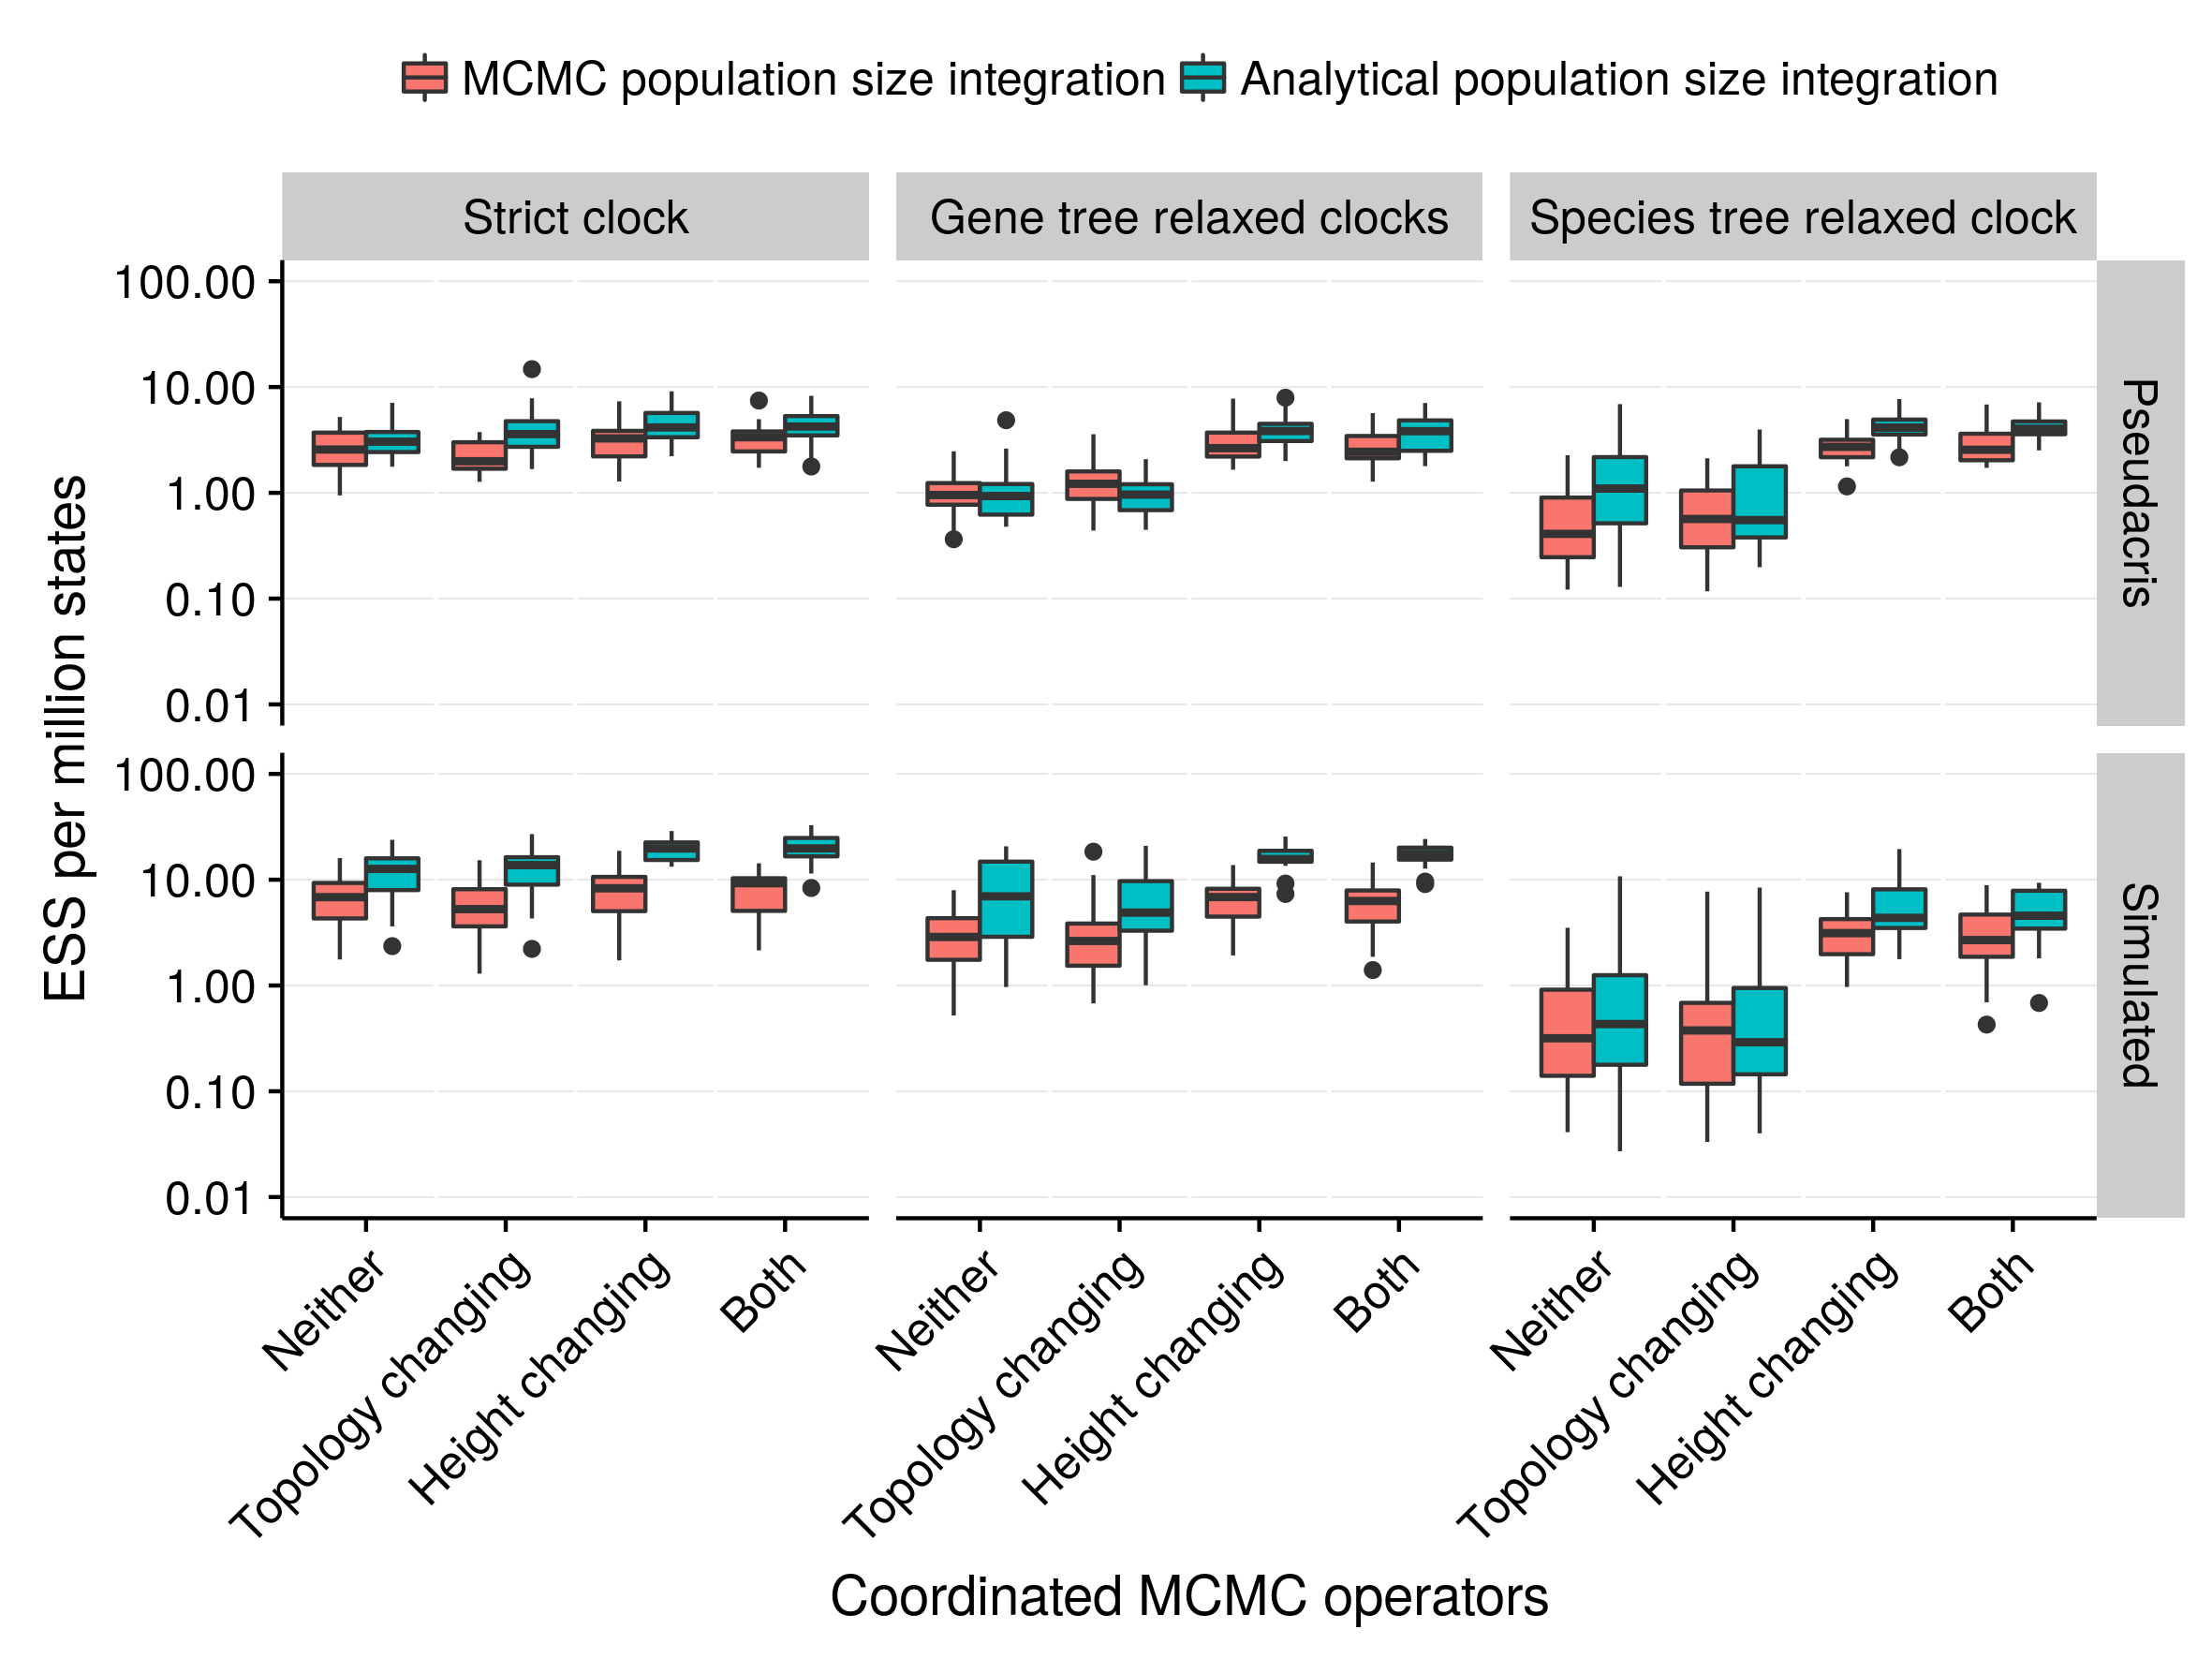 MCMC population size integration Analytical population size integration
Strict clock
Gene tree relaxed clocks
Species tree relaxed clock
ESS per million states
100.00
10.00
1.00
0.10
0.01
Pseudacris
100.00
10.00
1.00
0.10
0.01
Simulated
Neither
Topology changing
Height changing
Both
Neither
Topology changing
Height changing
Both
Neither
Topology changing
Height changing
Both
Coordinated MCMC operators